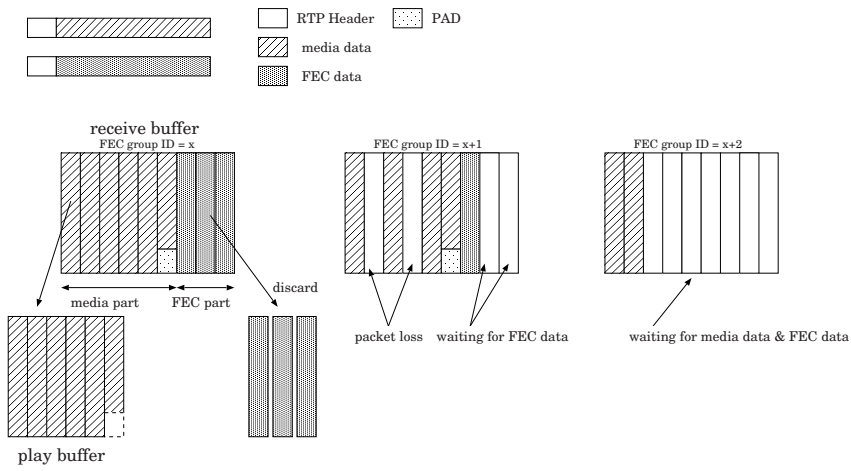 RTP Header
PAD
media data
FEC data
receive buffer
FEC group ID = x
FEC group ID = x+1
FEC group ID = x+2
media part
FEC part
discard
packet loss
waiting for FEC data
waiting for media data & FEC data
play buffer